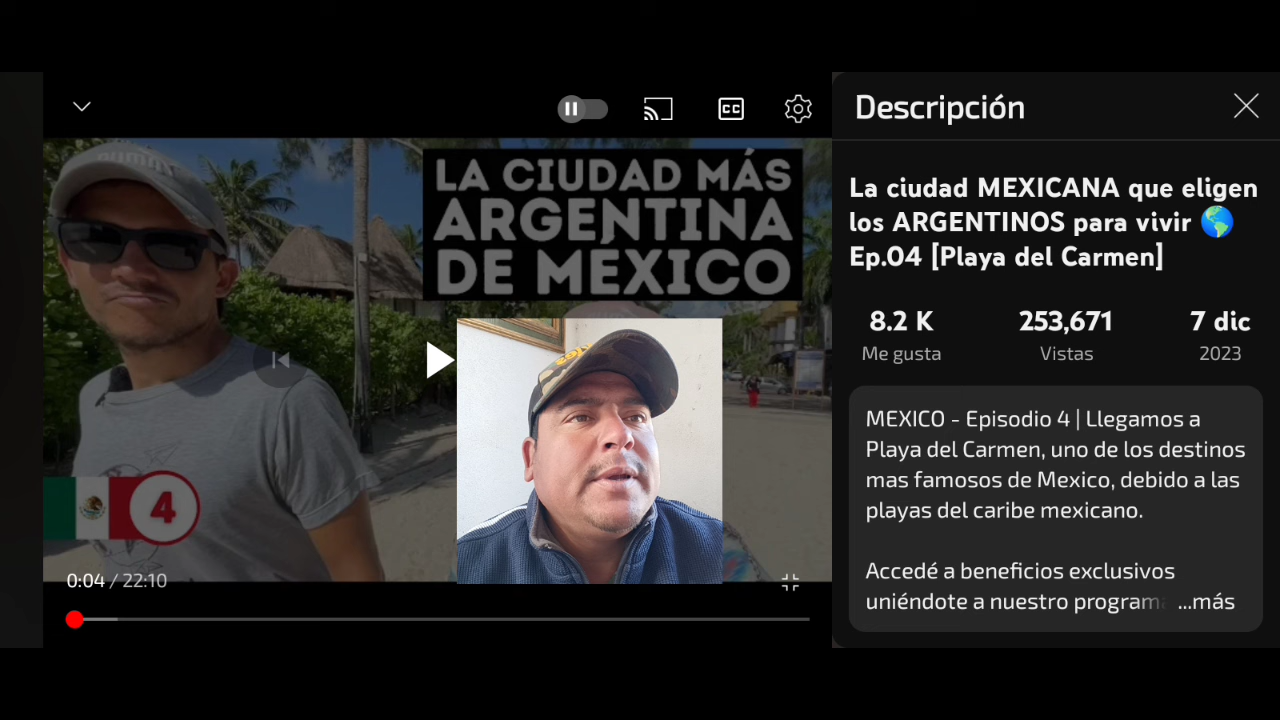 Descripción
LA CIUDAD MÁS
ARGENTINA
DE MÉXICO
CC
4
0:04 / 22:10
La ciudad MEXICANA que eligen
los ARGENTINOS para vivir
Ep.04 [Playa del Carmen]
8.2 K
253,671
7 dic
Me gusta
Vistas
2023
MEXICO - Episodio 4 | Llegamos a
Playa del Carmen, uno de los destinos
mas famosos de Mexico, debido a las
playas del caribe mexicano.
Accedé a beneficios exclusivos
uniéndote a nuestro programa ...más